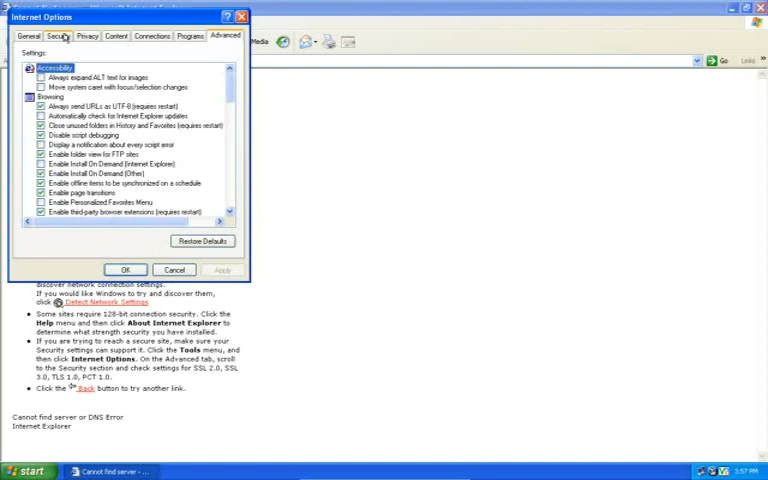 Internet Options
General Security Privacy Content Connections Programs Advanced
Media
Go
Links
Settings:
Accessibility
Always expand ALT text for images
Move system caret with focus/selection changes
Browsing
Always send URLs as UTF-8 (requires restart)
Automatically check for Internet Explorer updates
Close unused folders in History and Favorites (requires restart)
Disable script debugging
Display a notification about every script error
Enable folder view for FTP sites
Enable Install On Demand (Internet Explorer)
Enable Install On Demand (Other)
Enable offline items to be synchronized on a schedule
Enable page transitions
Enable Personalized Favorites Menu
Enable third-party browser extensions (requires restart)
Restore Defaults
OK Cancel Apply
discover network connection settings.
If you would like Windows to try and discover them,
click Detect Network Settings
Some sites require 128-bit connection security. Click the
Help menu and then click About Internet Explorer to
determine what strength security you have installed.
If you are trying to reach a secure site, make sure your
Security settings can support it. Click the Tools menu, and
then click Internet Options. On the Advanced tab, scroll
to the Security section and check settings for SSL 2.0, SSL
3.0, TLS 1.0, PCT 1.0.
Click the Back button to try another link.
Cannot find server or DNS Error
Internet Explorer
start
Cannot find server - ...
3:57 PM